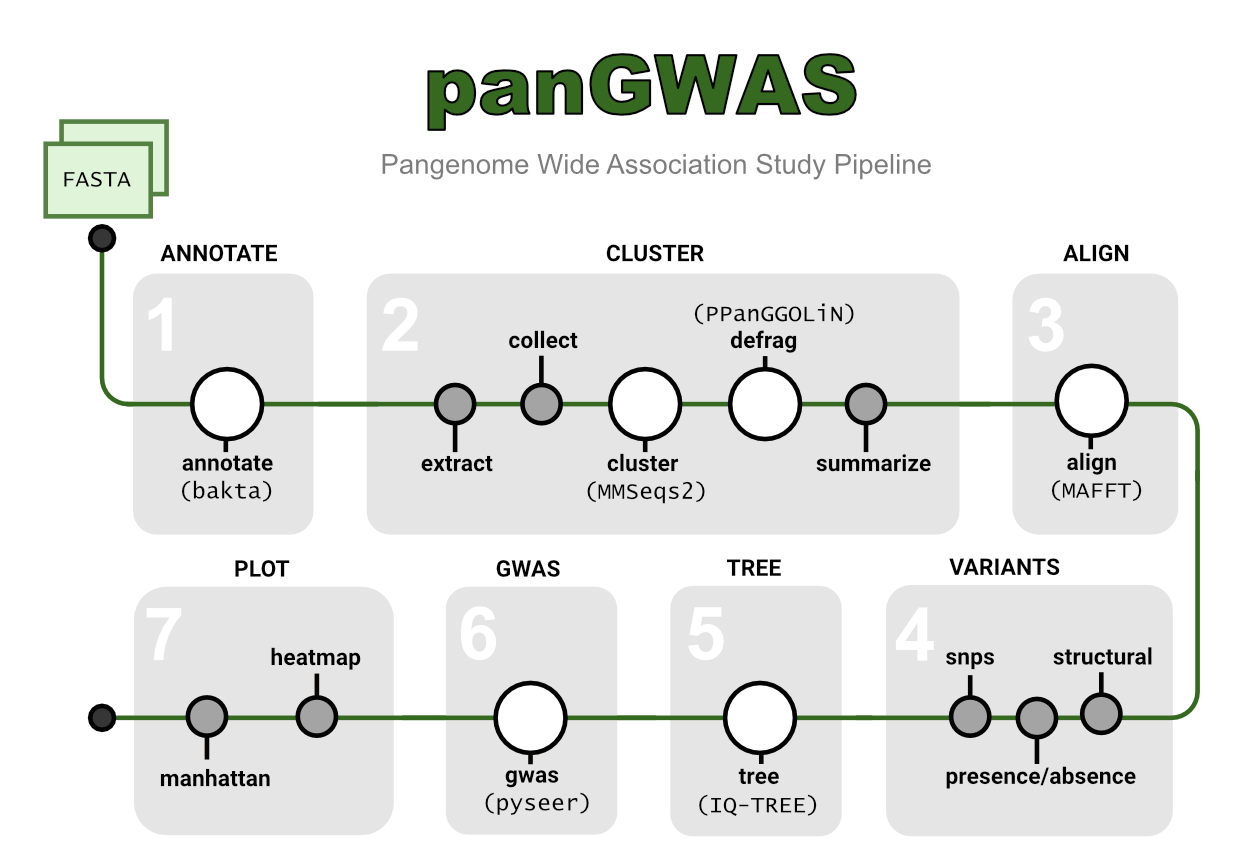 panGWAS
Pangenome Wide Association Study Pipeline
FASTA
ANNOTATE
1
annotate
(bakta)
CLUSTER
2
extract
collect
cluster
(MMSeqs2)
(PPanGGOLiN)
defrag
summarize
ALIGN
3
align
(MAFFT)
VARIANTS
4
structural
presence/absence
snps
TREE
5
tree
(IQ-TREE)
GWAS
6
gwas
(pyseer)
PLOT
7
heatmap
manhattan